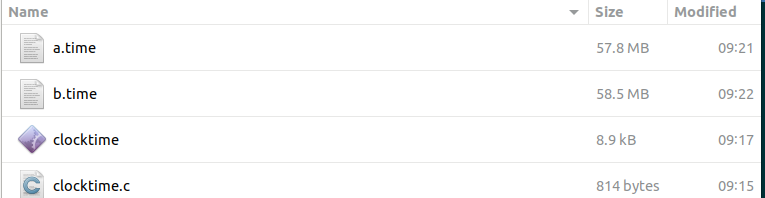 Name Size Modified
a.time 57.8 MB 09:21
b.time 58.5 MB 09:22
clocktime 8.9 kB 09:17
clocktime.c 814 bytes 09:15